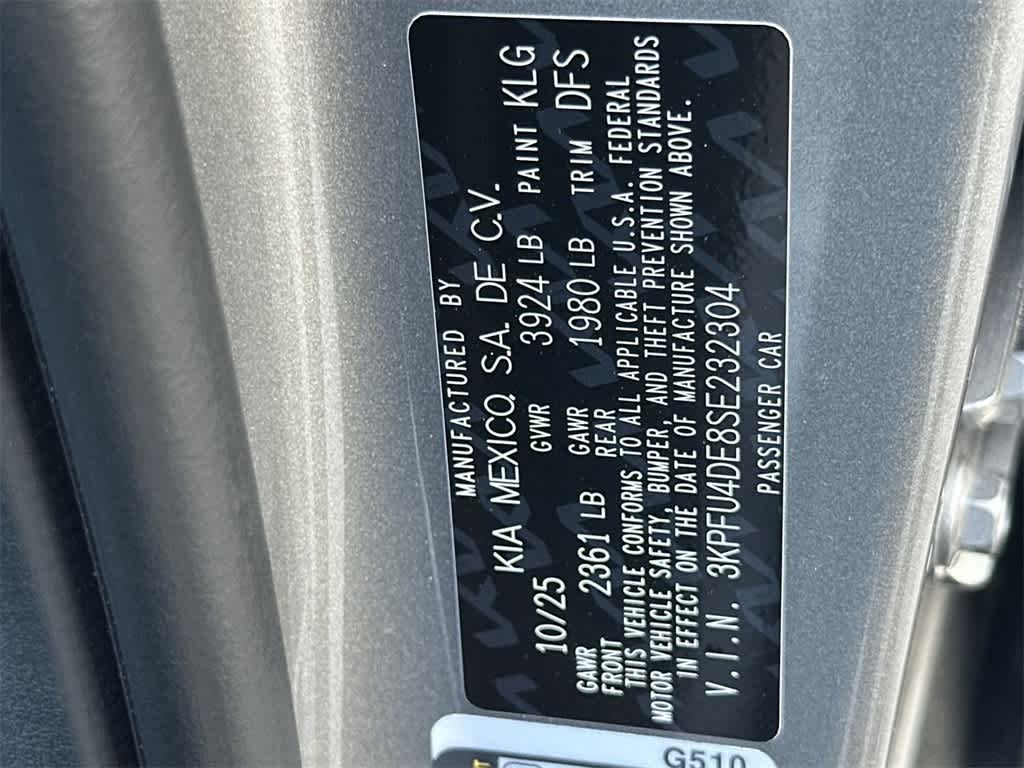 MANUFACTURED BY
KIA MEXICO, S.A. DE C.V.
10/25 GVWR 3924 LB PAINT KLG
GAWR FRONT 2361 LB GAWR REAR 1980 LB TRIM DFS
THIS VEHICLE CONFORMS TO ALL APPLICABLE U.S.A. FEDERAL
MOTOR VEHICLE SAFETY, BUMPER, AND THEFT PREVENTION STANDARDS
IN EFFECT ON THE DATE OF MANUFACTURE SHOWN ABOVE.
V.I.N. 3KPFU4DE8SE232304
PASSENGER CAR
G510